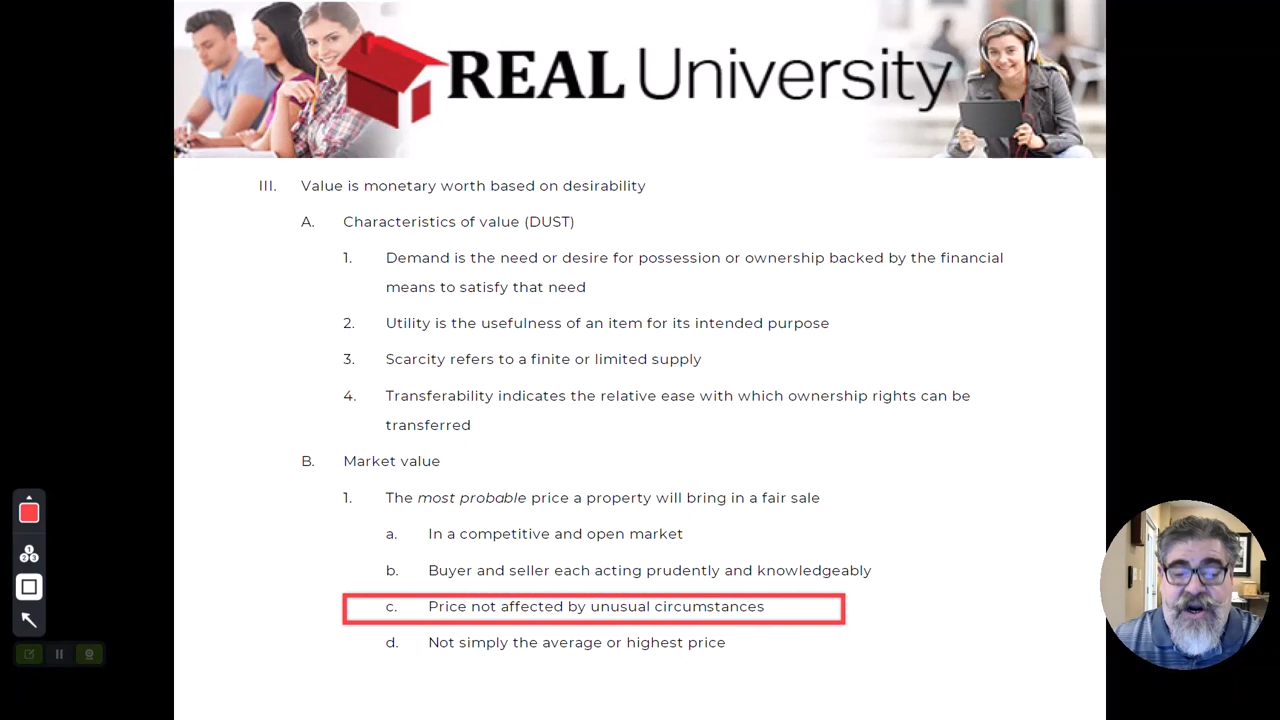 REAL University
III. Value is monetary worth based on desirability
A. Characteristics of value (DUST)
1. Demand is the need or desire for possession or ownership backed by the financial
means to satisfy that need
2. Utility is the usefulness of an item for its intended purpose
3. Scarcity refers to a finite or limited supply
4. Transferability indicates the relative ease with which ownership rights can be
transferred
B. Market value
1. The most probable price a property will bring in a fair sale
a. In a competitive and open market
b. Buyer and seller each acting prudently and knowledgeably
c. Price not affected by unusual circumstances
d. Not simply the average or highest price